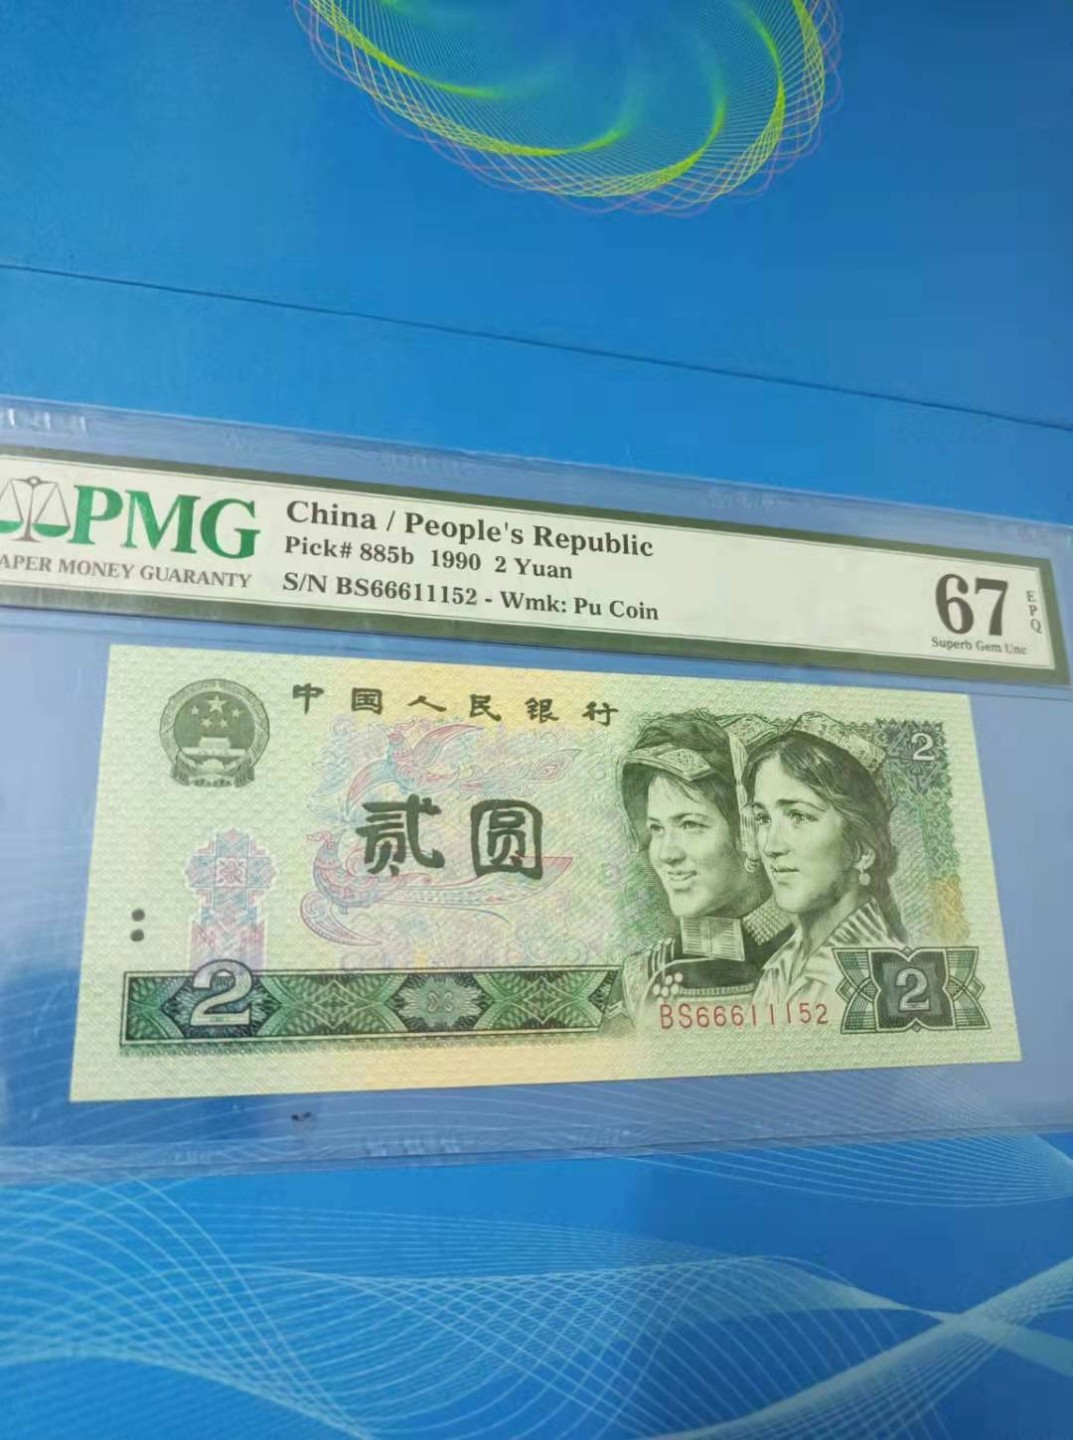 PMG
China / People's Republic
Pick# 885b 1990 2 Yuan
APER MONEY GUARANTY
S/N BS66611152 - Wmk: Pu Coin
67
EPQ
Superb Gem Unc
中国人民银行
2
贰圆
2
2
BS66611152